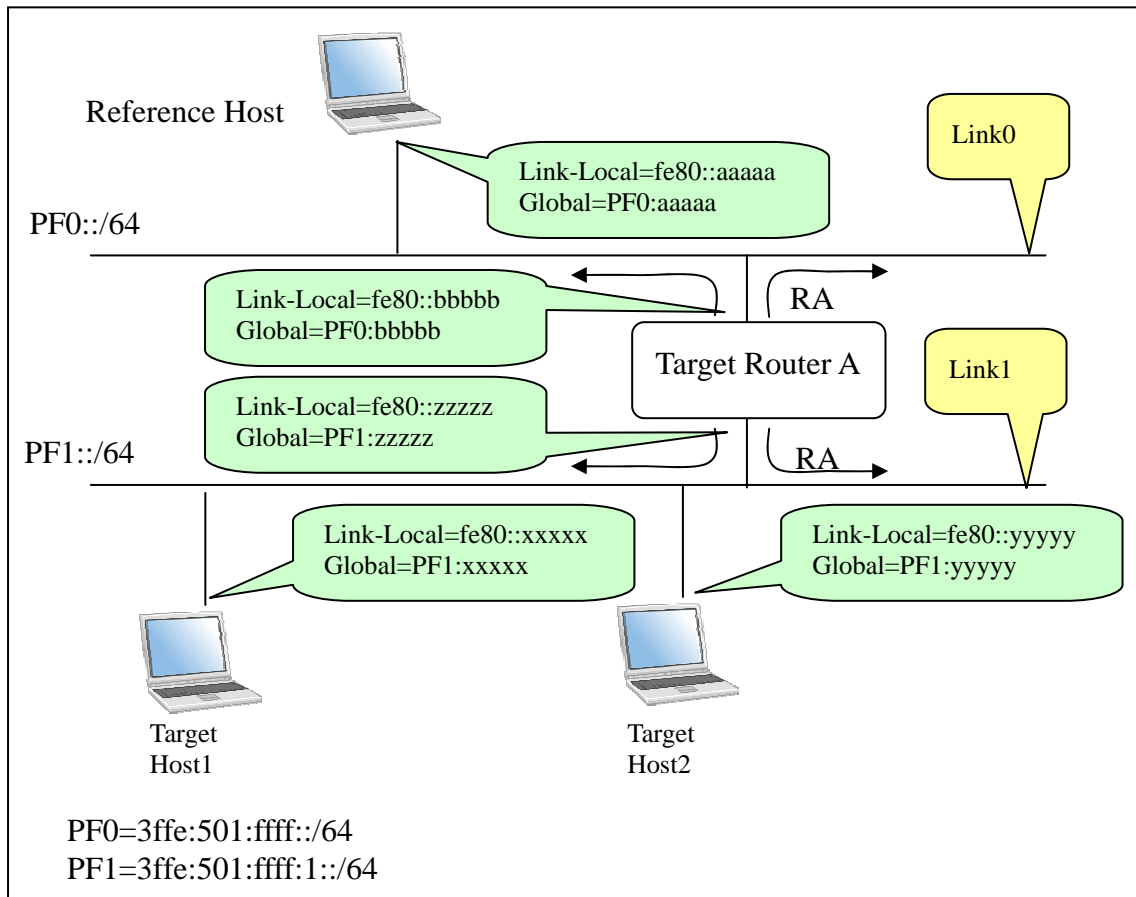 Reference Host
Link0
Link-Local=fe80::aaaaa
Global=PF0:aaaaa
PF0::/64
Link-Local=fe80::bbbbb
Global=PF0:bbbbb
RA
Target Router A
Link1
Link-Local=fe80::zzzzz
Global=PF1:zzzzz
PF1::/64
RA
Link-Local=fe80::xxxxx
Global=PF1:xxxxx
Link-Local=fe80::yyyyy
Global=PF1:yyyyy
Target
Host1
Target
Host2
PF0=3ffe:501:ffff::/64
PF1=3ffe:501:ffff:1::/64